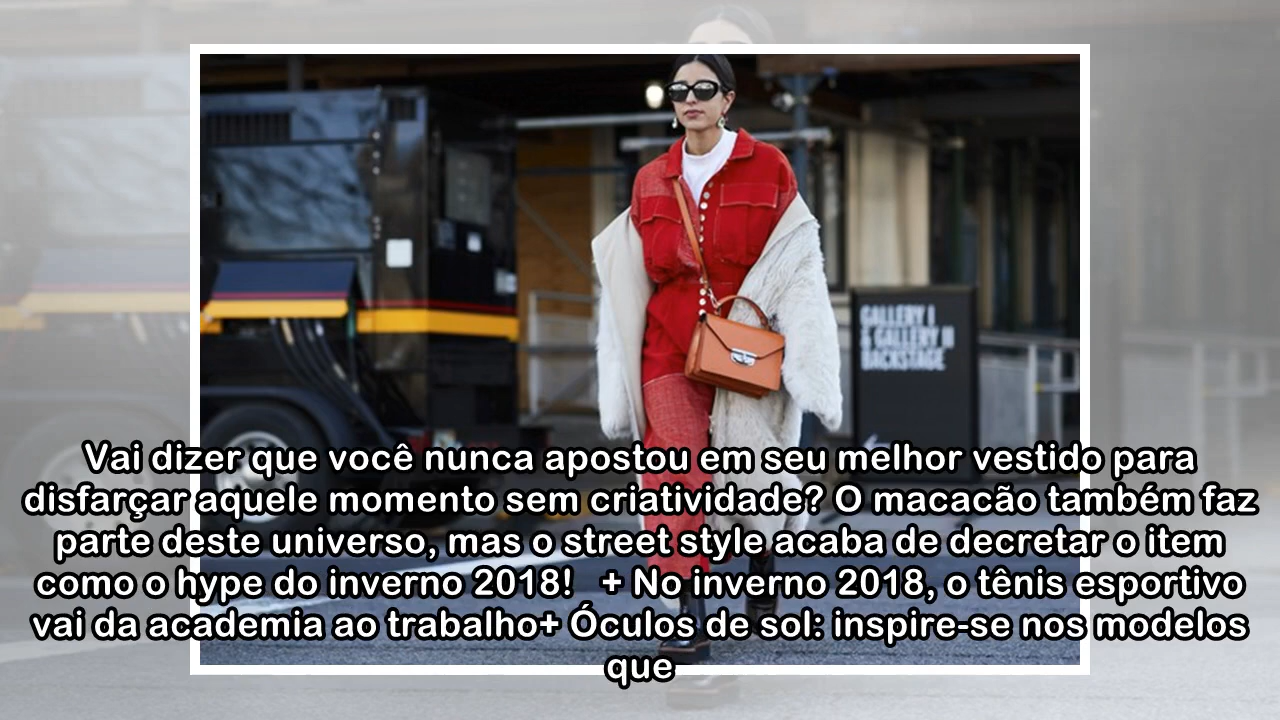 GALLERY I
& GALLERY II
BACKSTAGE
Vai dizer que você nunca apostou em seu melhor vestido para
disfarçar aquele momento sem criatividade? O macacão também faz
parte deste universo, mas o street style acaba de decretar o item
como o hype do inverno 2018!   + No inverno 2018, o tênis esportivo
vai da academia ao trabalho+ Óculos de sol: inspire-se nos modelos
que